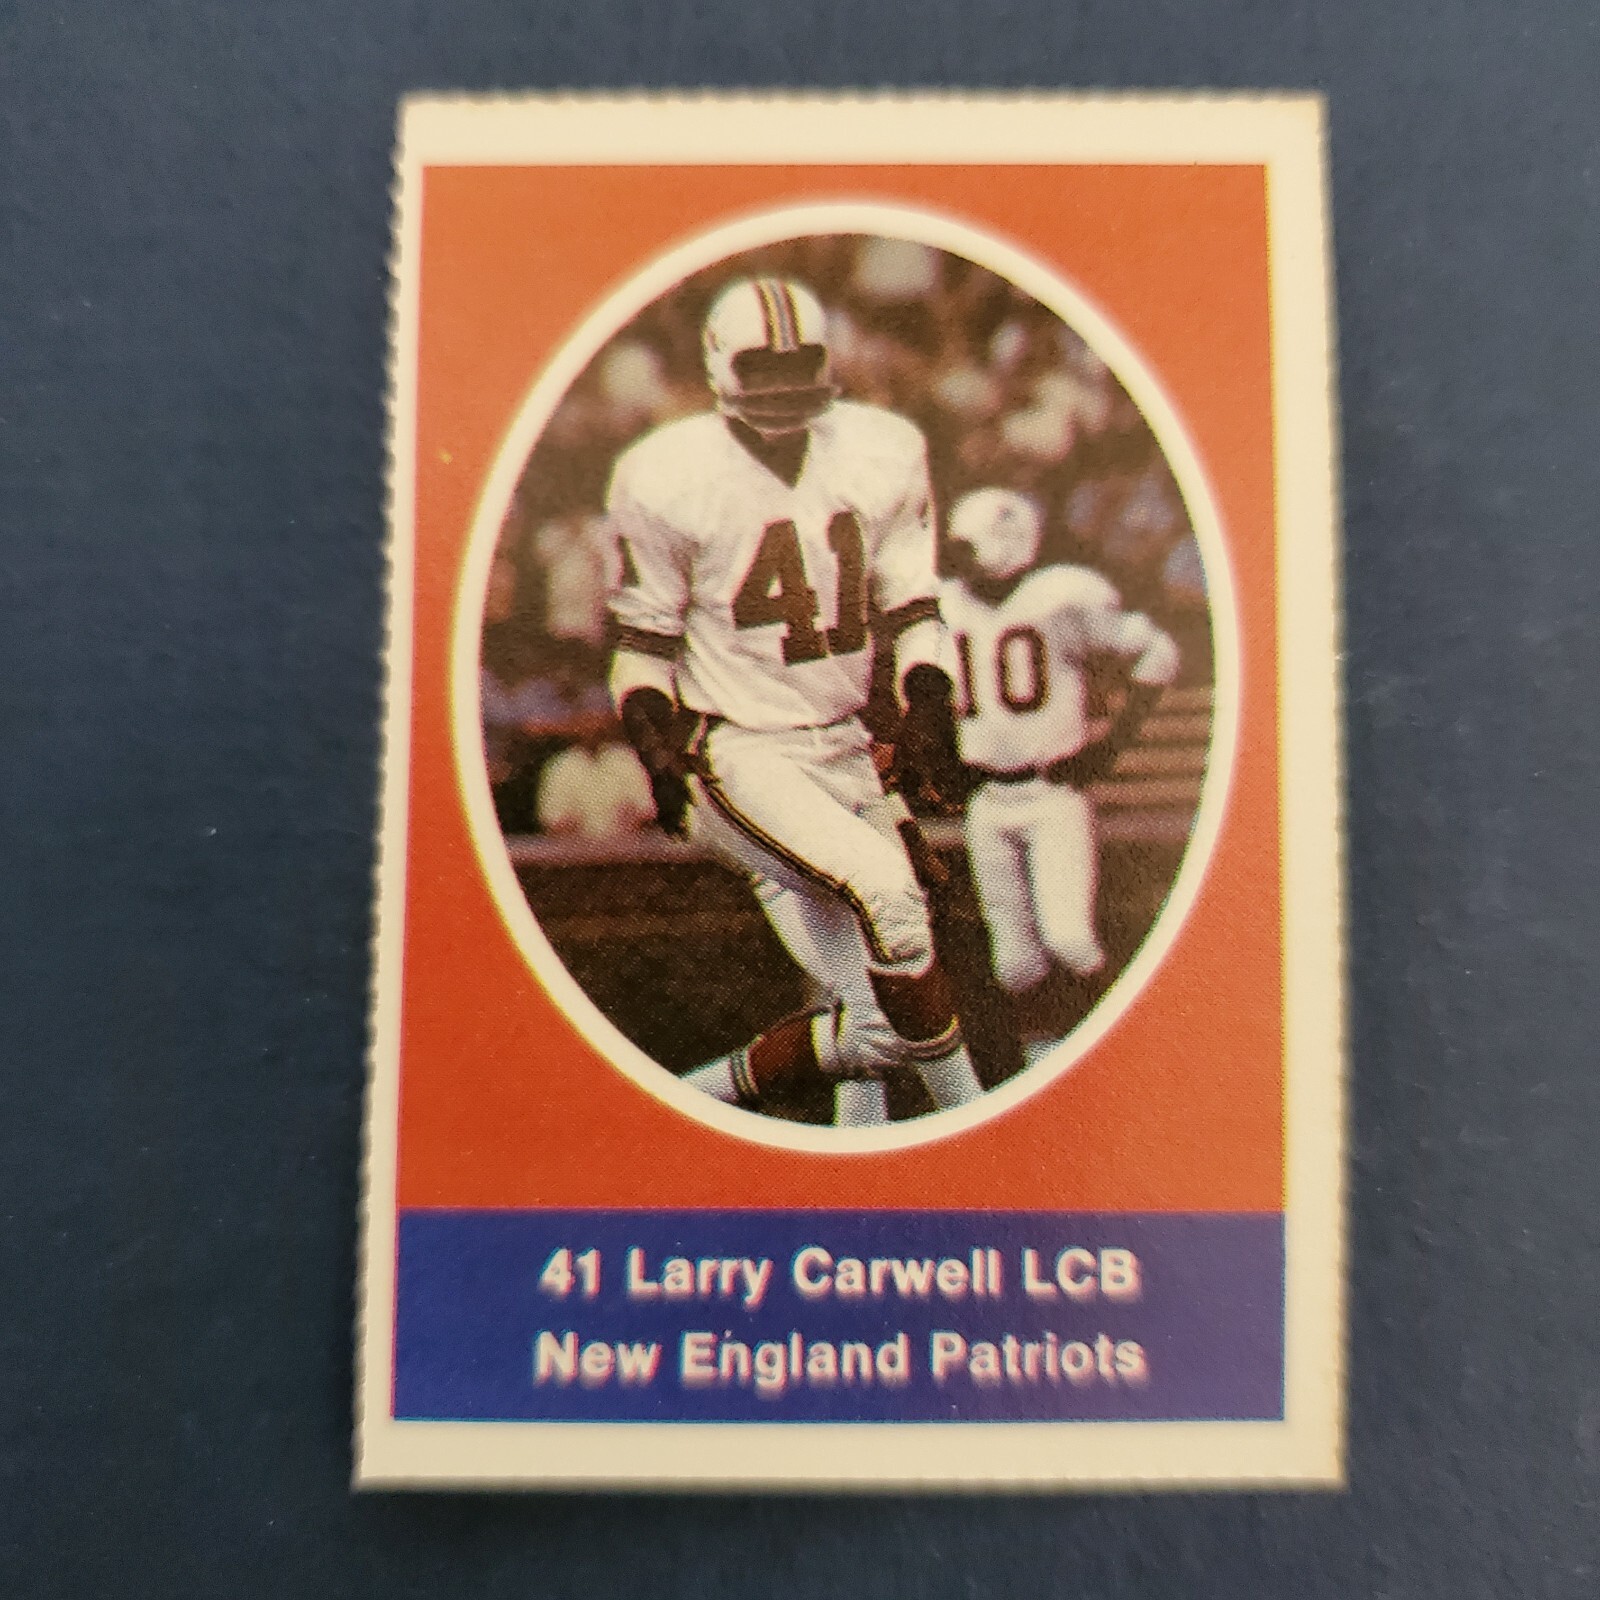 41
10
41 Larry Carwell LCB
New England Patriots